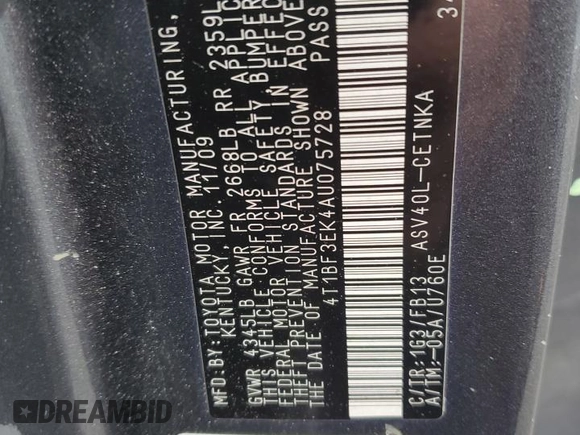 MFD.BY:TOYOTA MOTOR MANUFACTURING,
KENTUCKY, INC. 11/09
GVWR 4345LB GAWR FR 2668LB RR 2359L
THIS VEHICLE CONFORMS TO ALL APPLIC
FEDERAL MOTOR VEHICLE SAFETY, BUMPER
THEFT PREVENTION STANDARDS IN EFFECT
THE DATE OF MANUFACTURE SHOWN ABOVE
4T1BF3EK4AU075728 PASS
C/TR:1G3/FB13 ASV40L-CETNKA
A/TM:-05A/U760E
DREAMBID